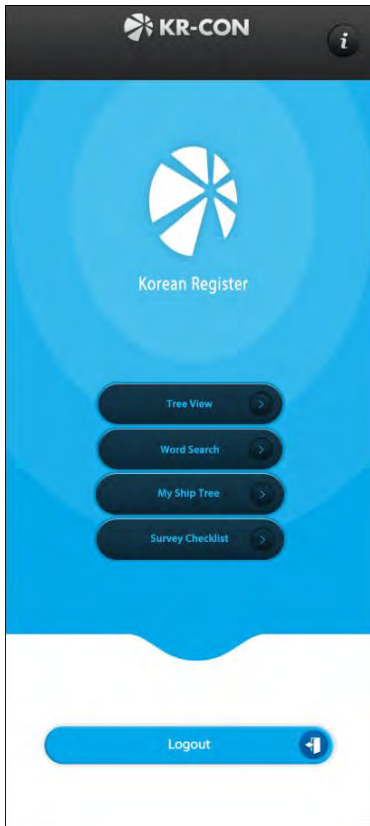 KR-CON
i
Korean Register
Tree View
Word Search
My Ship Tree
Survey Checklist
Logout